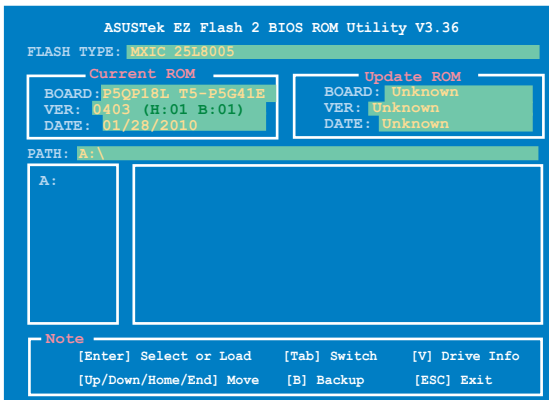 ASUSTek EZ Flash 2 BIOS ROM Utility V3.36
FLASH TYPE: MXIC 25L8005
Current ROM
BOARD:P5QP18L T5-P5G41E
VER: 0403 (H:01 B:01)
DATE: 01/28/2010
Update ROM
BOARD: Unknown
VER: Unknown
DATE: Unknown
PATH: A:\
A:
Note
[Enter] Select or Load [Tab] Switch [V] Drive Info
[Up/Down/Home/End] Move [B] Backup [ESC] Exit